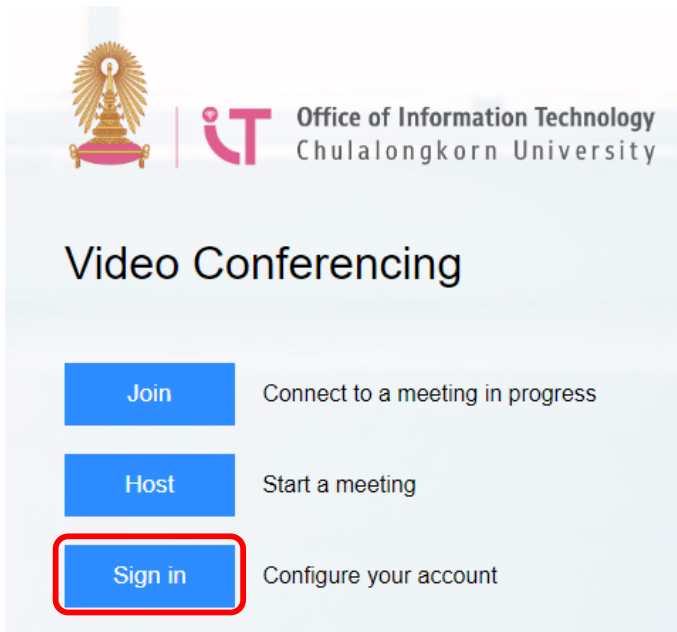 iT
Office of Information Technology
Chulalongkorn University
Video Conferencing
Join
Connect to a meeting in progress
Host
Start a meeting
Sign in
Configure your account